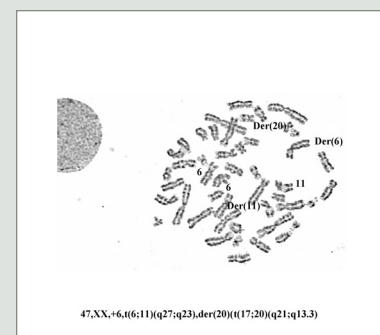 Der(20)
Der(6)
6
11
6
Der(11)
47,XX,+6,t(6;11)(q27;q23),der(20)(t(17;20)(q21;q13.3)